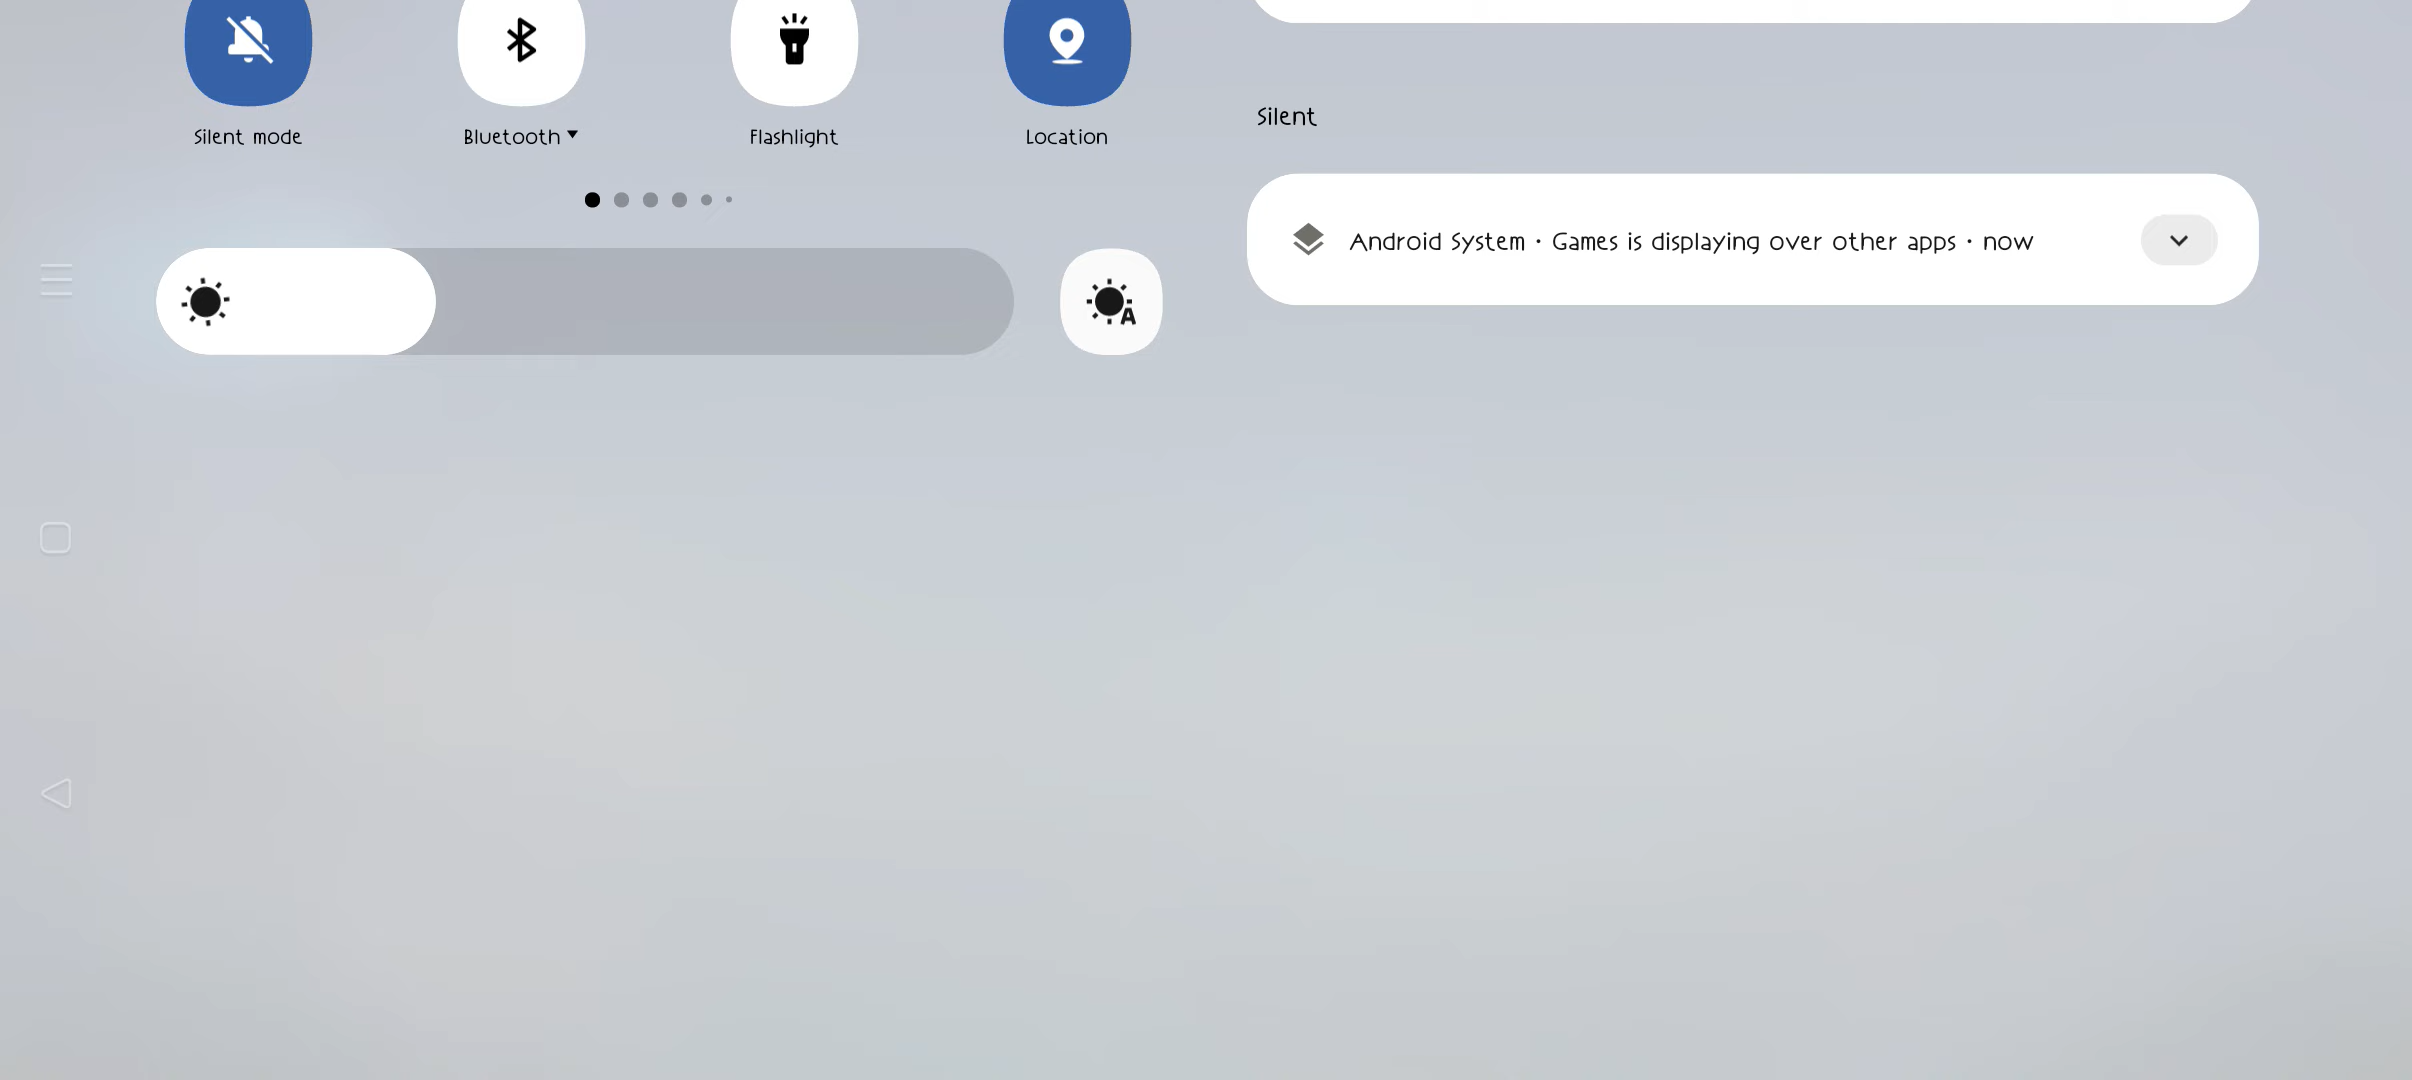 Silent mode
Bluetooth
Flashlight
Location
Silent
Android System • Games is displaying over other apps • now
A